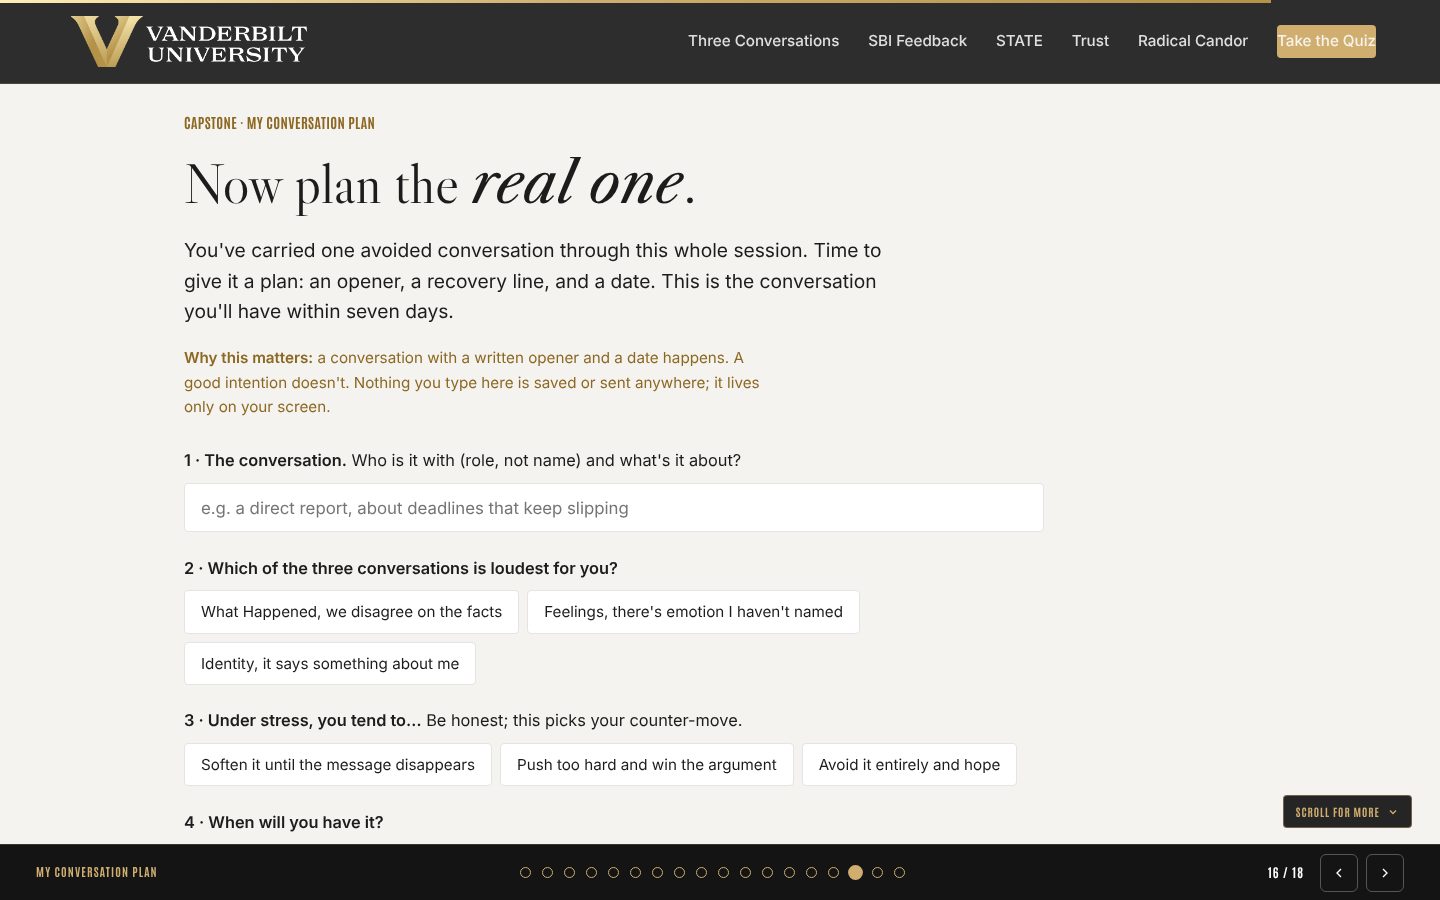 VANDERBILT
UNIVERSITY
Three Conversations
SBI Feedback
STATE
Trust
Radical Candor
Take the Quiz
CAPSTONE · MY CONVERSATION PLAN
Now plan the real one.
You've carried one avoided conversation through this whole session. Time to
give it a plan: an opener, a recovery line, and a date. This is the conversation
you'll have within seven days.
Why this matters: a conversation with a written opener and a date happens. A
good intention doesn't. Nothing you type here is saved or sent anywhere; it lives
only on your screen.
1 · The conversation. Who is it with (role, not name) and what's it about?
e.g. a direct report, about deadlines that keep slipping
2 · Which of the three conversations is loudest for you?
What Happened, we disagree on the facts
Feelings, there's emotion I haven't named
Identity, it says something about me
3 · Under stress, you tend to... Be honest; this picks your counter-move.
Soften it until the message disappears
Push too hard and win the argument
Avoid it entirely and hope
4 · When will you have it?
SCROLL FOR MORE
MY CONVERSATION PLAN
16 / 18